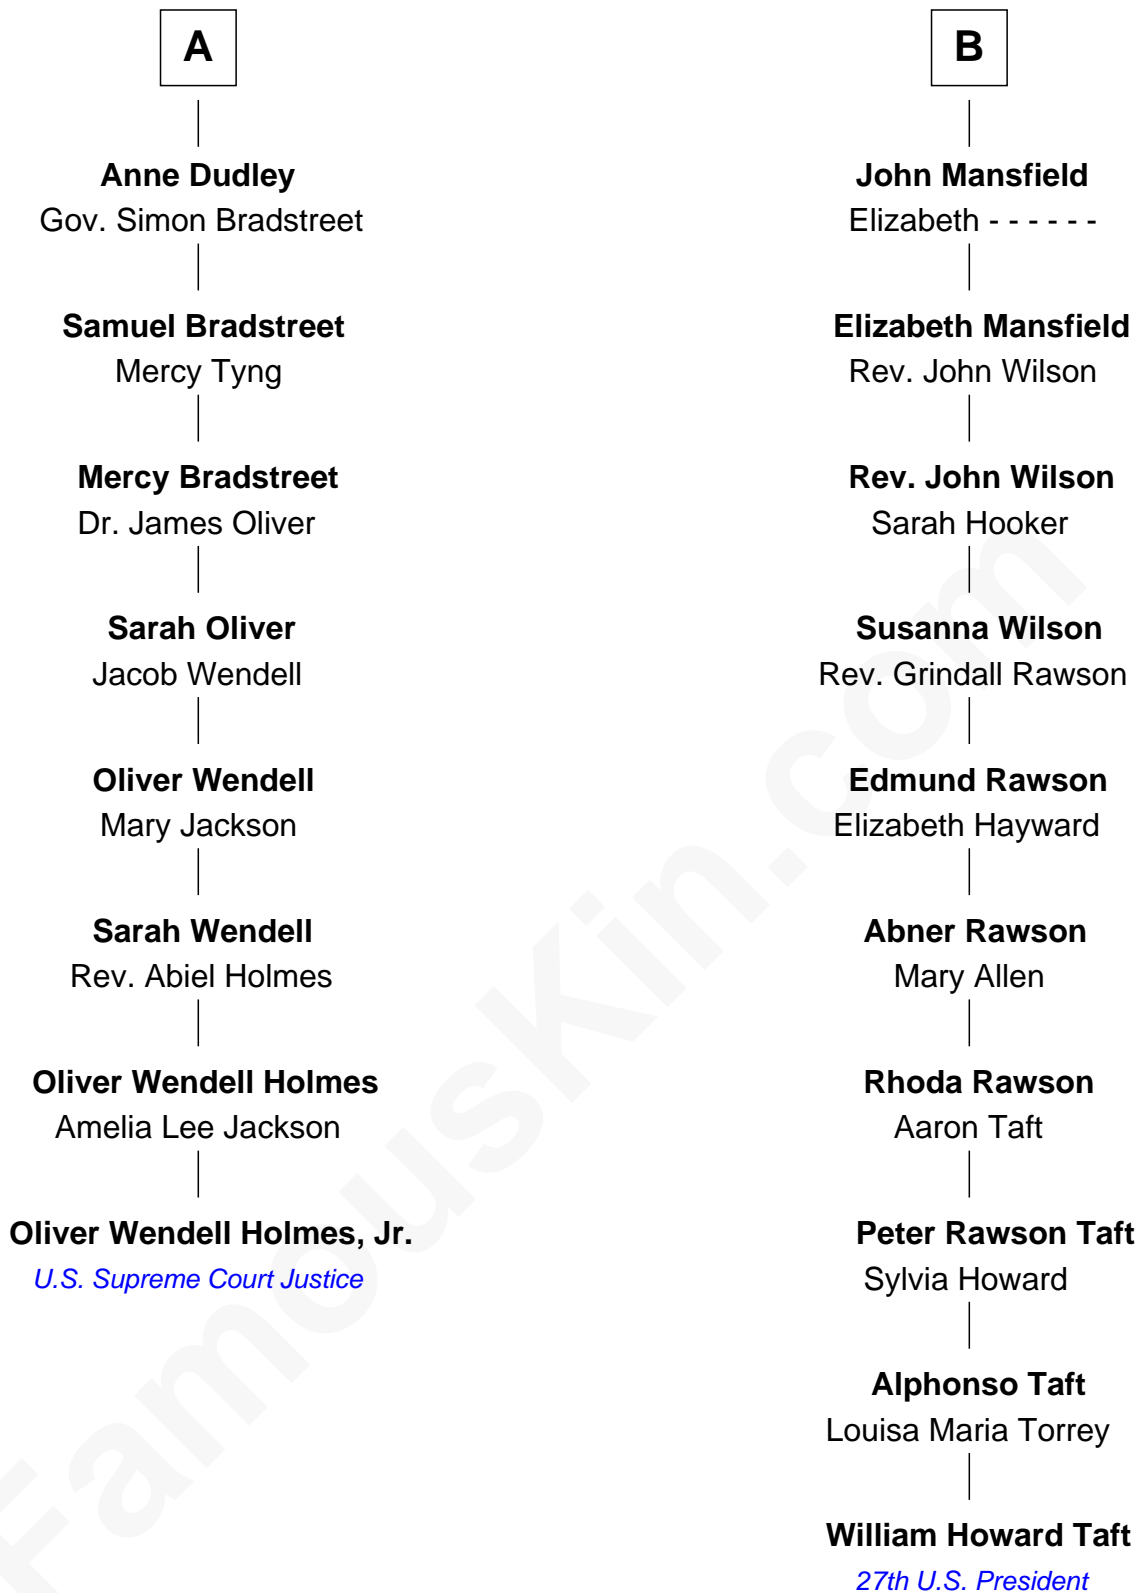 A
Anne Dudley
Gov. Simon Bradstreet
Samuel Bradstreet
Mercy Tyng
Mercy Bradstreet
Dr. James Oliver
Sarah Oliver
Jacob Wendell
Oliver Wendell
Mary Jackson
Sarah Wendell
Rev. Abiel Holmes
Oliver Wendell Holmes
Amelia Lee Jackson
Oliver Wendell Holmes, Jr.
U.S. Supreme Court Justice
B
John Mansfield
Elizabeth - - - - - -
Elizabeth Mansfield
Rev. John Wilson
Rev. John Wilson
Sarah Hooker
Susanna Wilson
Rev. Grindall Rawson
Edmund Rawson
Elizabeth Hayward
Abner Rawson
Mary Allen
Rhoda Rawson
Aaron Taft
Peter Rawson Taft
Sylvia Howard
Alphonso Taft
Louisa Maria Torrey
William Howard Taft
27th U.S. President
FamousKin.com